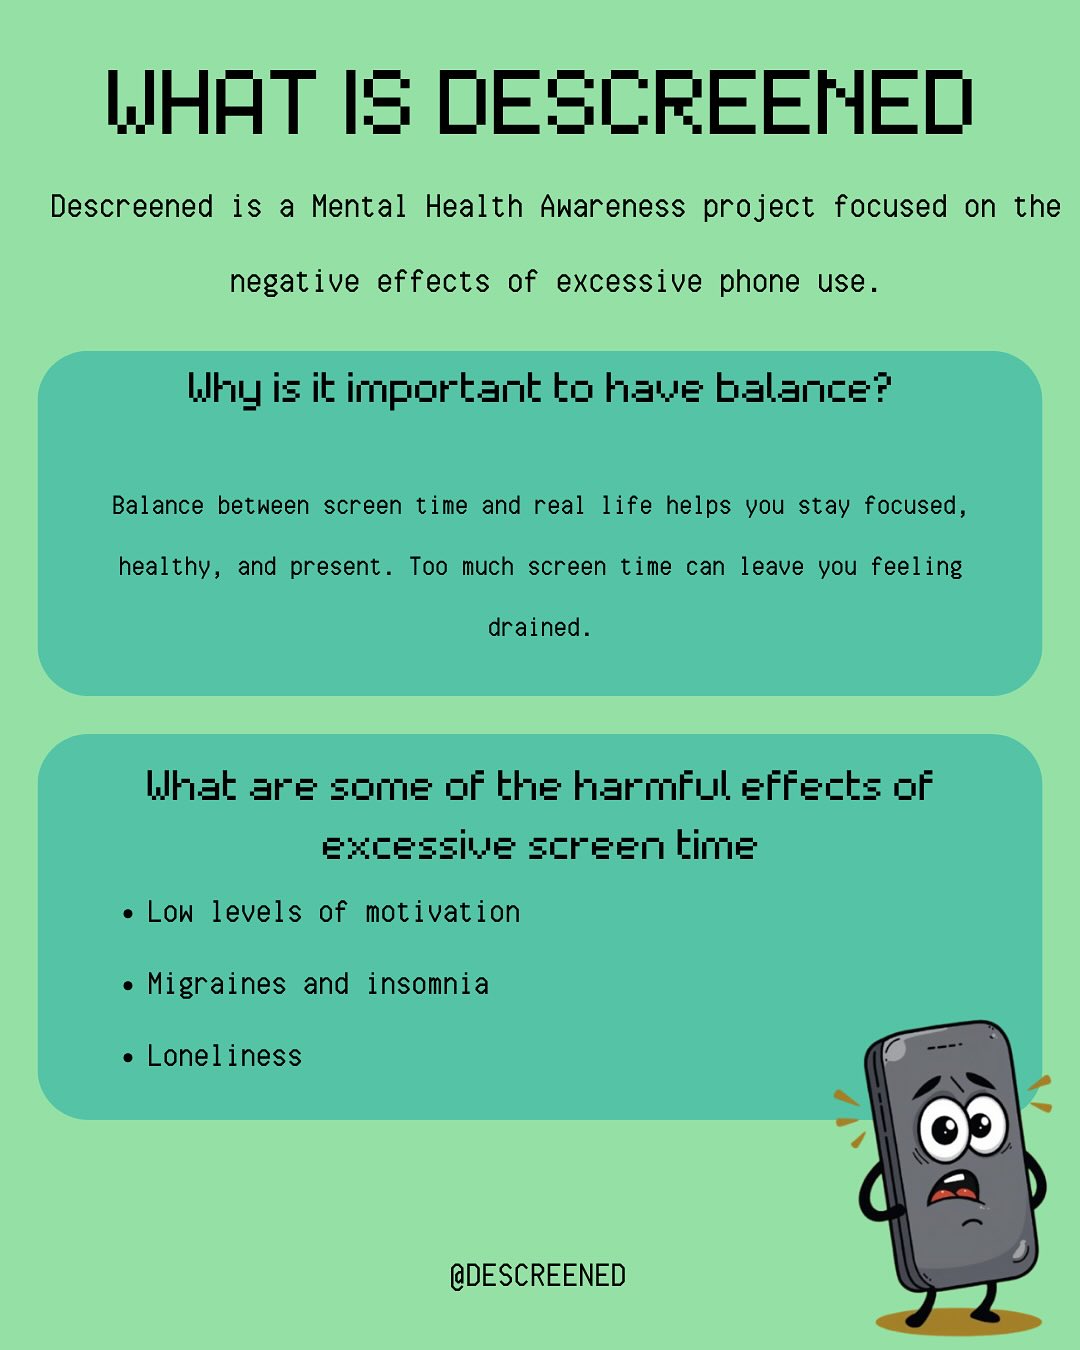 WHAT IS DESCREENED
Descreened is a Mental Health Awareness project focused on the
negative effects of excessive phone use.
Why is it important to have balance?
Balance between screen time and real life helps you stay focused,
healthy, and present. Too much screen time can leave you feeling
drained.
What are some of the harmful effects of
excessive screen time
• Low levels of motivation
• Migraines and insomnia
• Loneliness
@DESCREENED